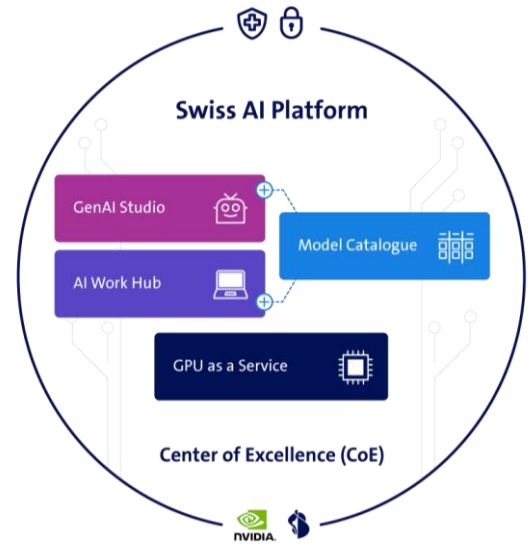 Swiss AI Platform
GenAI Studio
Model Catalogue
AI Work Hub
GPU as a Service
Center of Excellence (CoE)
NVIDIA.